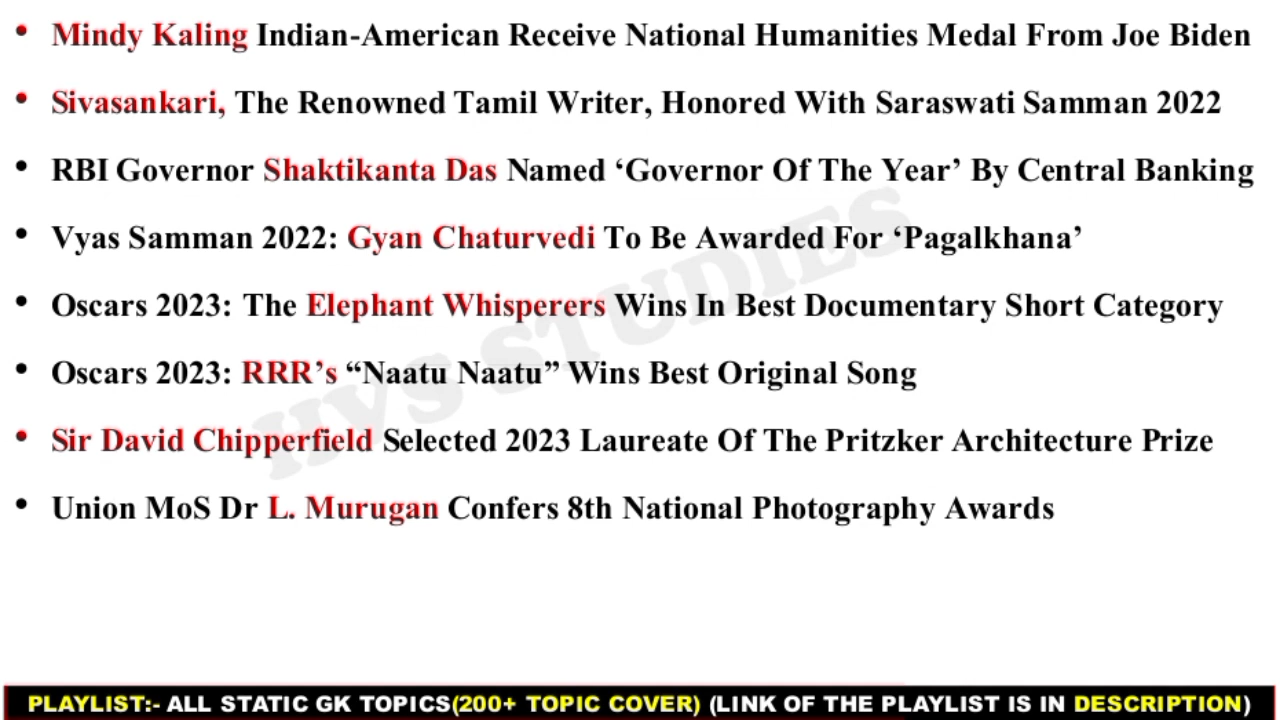 • Mindy Kaling Indian-American Receive National Humanities Medal From Joe Biden
• Sivasankari, The Renowned Tamil Writer, Honored With Saraswati Samman 2022
• RBI Governor Shaktikanta Das Named ‘Governor Of The Year’ By Central Banking
• Vyas Samman 2022: Gyan Chaturvedi To Be Awarded For ‘Pagalkhana’
• Oscars 2023: The Elephant Whisperers Wins In Best Documentary Short Category
• Oscars 2023: RRR’s “Naatu Naatu” Wins Best Original Song
• Sir David Chipperfield Selected 2023 Laureate Of The Pritzker Architecture Prize
• Union MoS Dr L. Murugan Confers 8th National Photography Awards
HVS STUDIES
PLAYLIST:- ALL STATIC GK TOPICS(200+ TOPIC COVER) (LINK OF THE PLAYLIST IS IN DESCRIPTION)